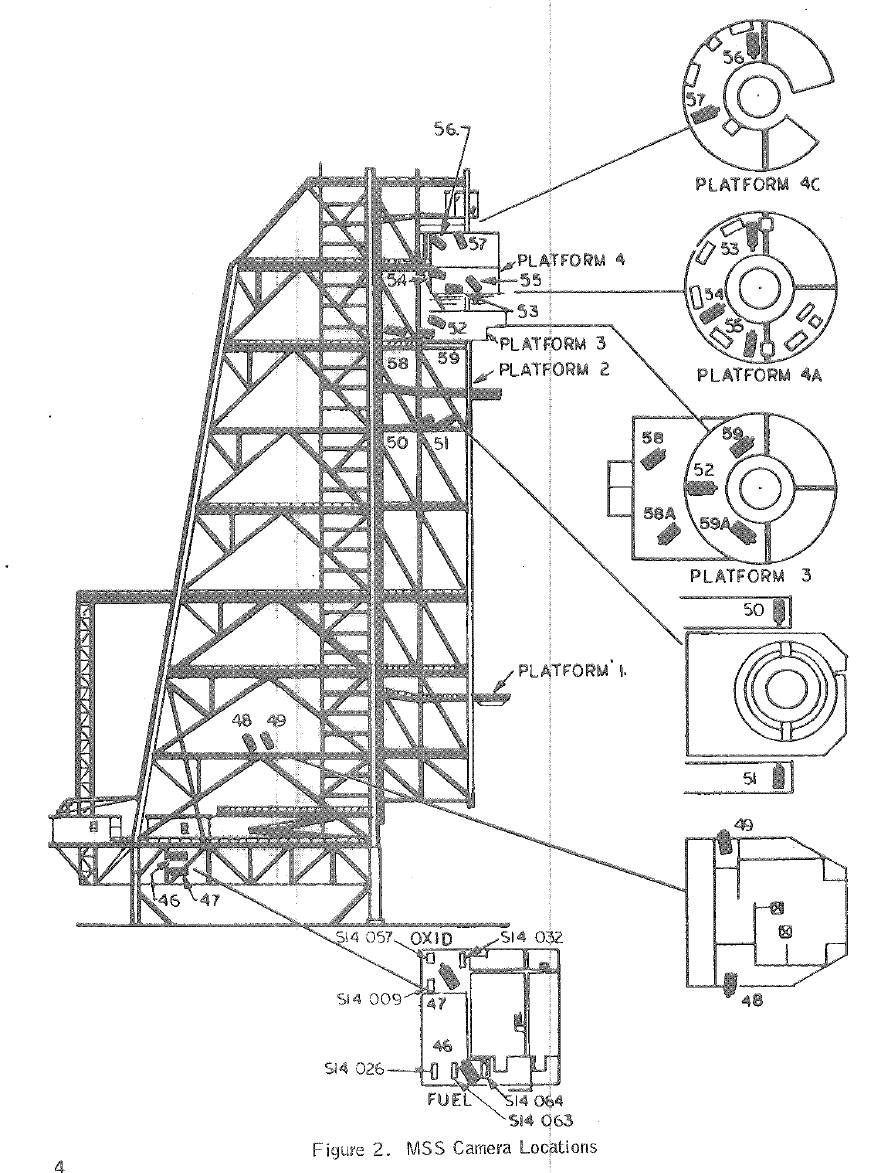 56
57
PLATFORM 4C
56.
57
PLATFORM 4
54
55
53
52
PLATFORM 3
58
59
PLATFORM 2
50
51
53
54
55
PLATFORM 4A
58
59
52
58A
59A
PLATFORM 3
50
51
PLATFORM 1.
48
49
49
48
46
47
S14 057
OXID
S14 032
S14 009
47
46
S14 026
FUEL
S14 064
S14 063
Figure 2. MSS Camera Locations
4